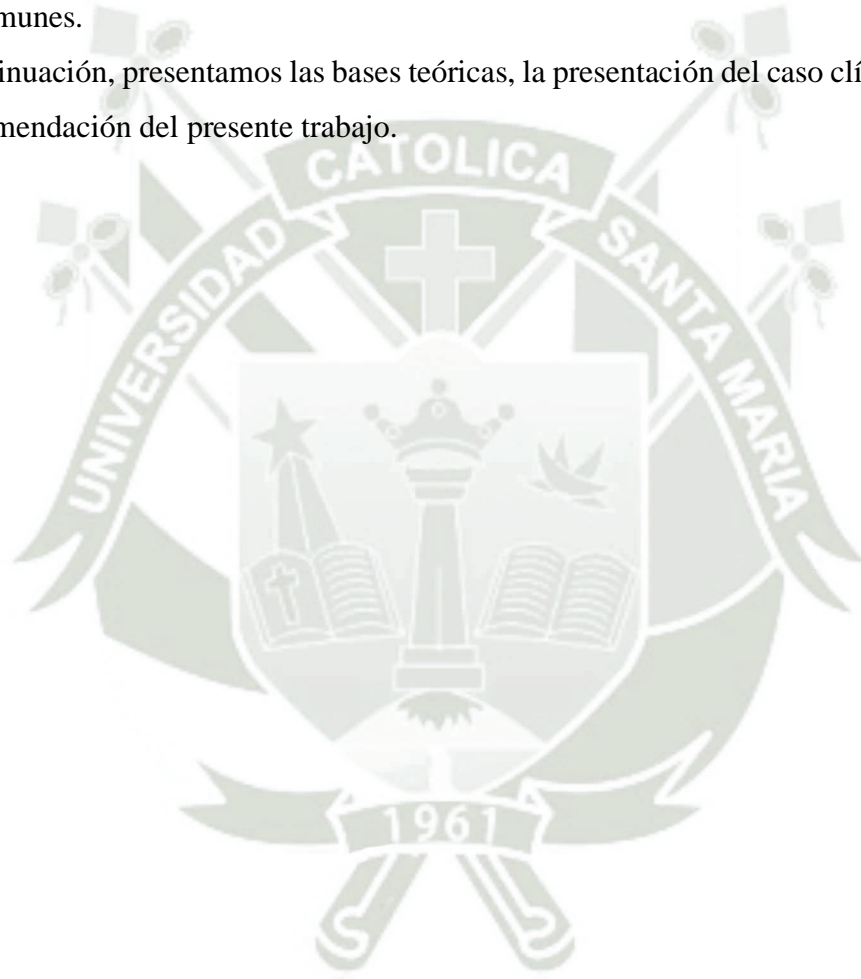 munes.
inuación, presentamos las bases teóricas, la presentación del caso clí
mendación del presente trabajo.
UNIVERSIDAD CATOLICA SANTA MARIA
1961